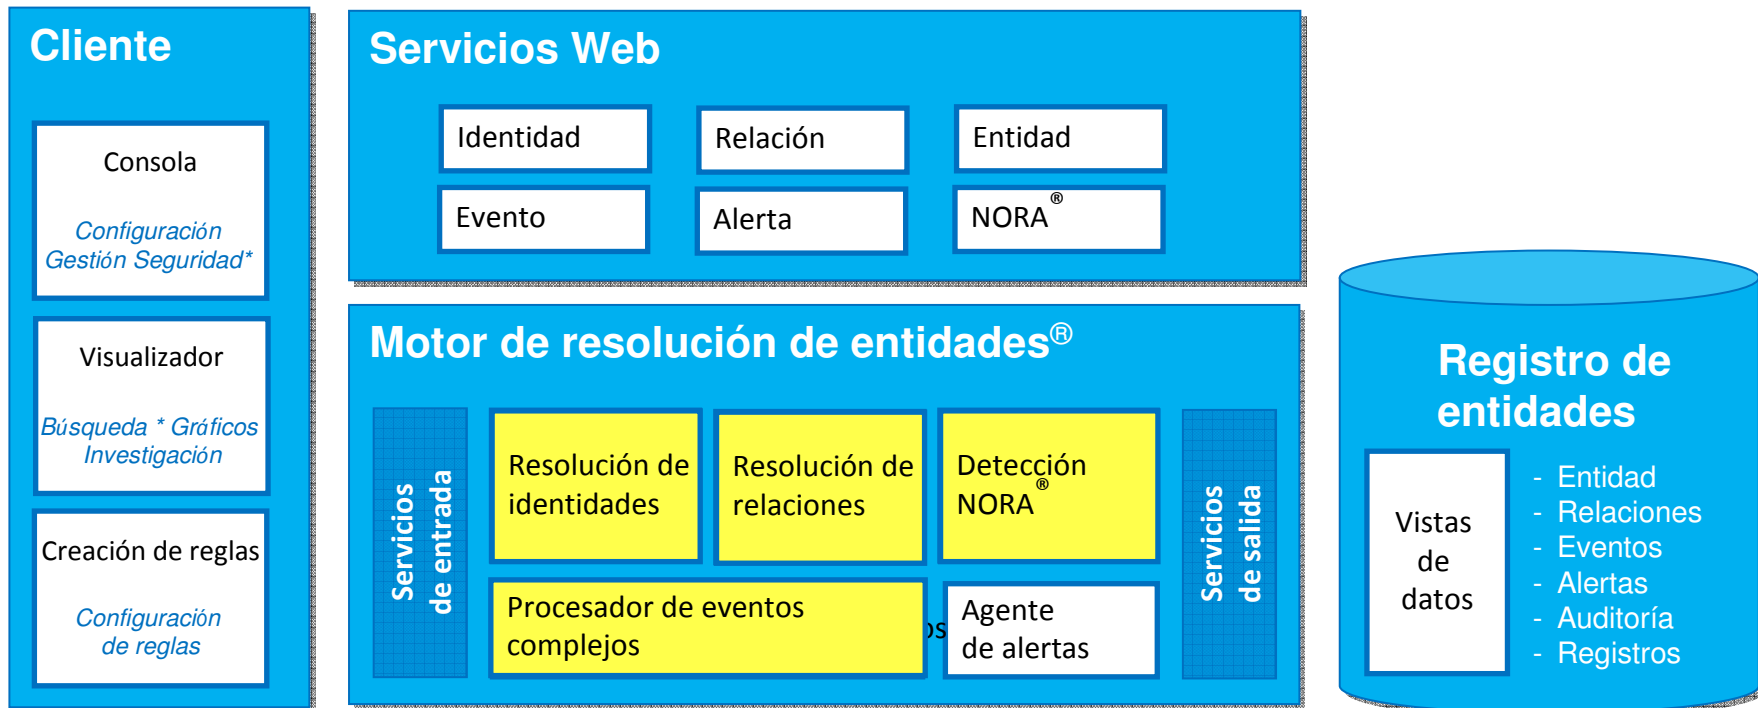 Cliente
Consola
Configuración
Gestión Seguridad*
Visualizador
Búsqueda * Gráficos
Investigación
Creación de reglas
Configuración
de reglas
Servicios Web
Identidad
Relación
Entidad
Evento
Alerta
NORA®
Motor de resolución de entidades®
Servicios
de entrada
Resolución de
identidades
Resolución de
relaciones
Detección
NORA®
Procesador de eventos
complejos
os
Agente
de alertas
Servicios
de salida
Registro de
entidades
Vistas
de
datos
- Entidad
- Relaciones
- Eventos
- Alertas
- Auditoría
- Registros